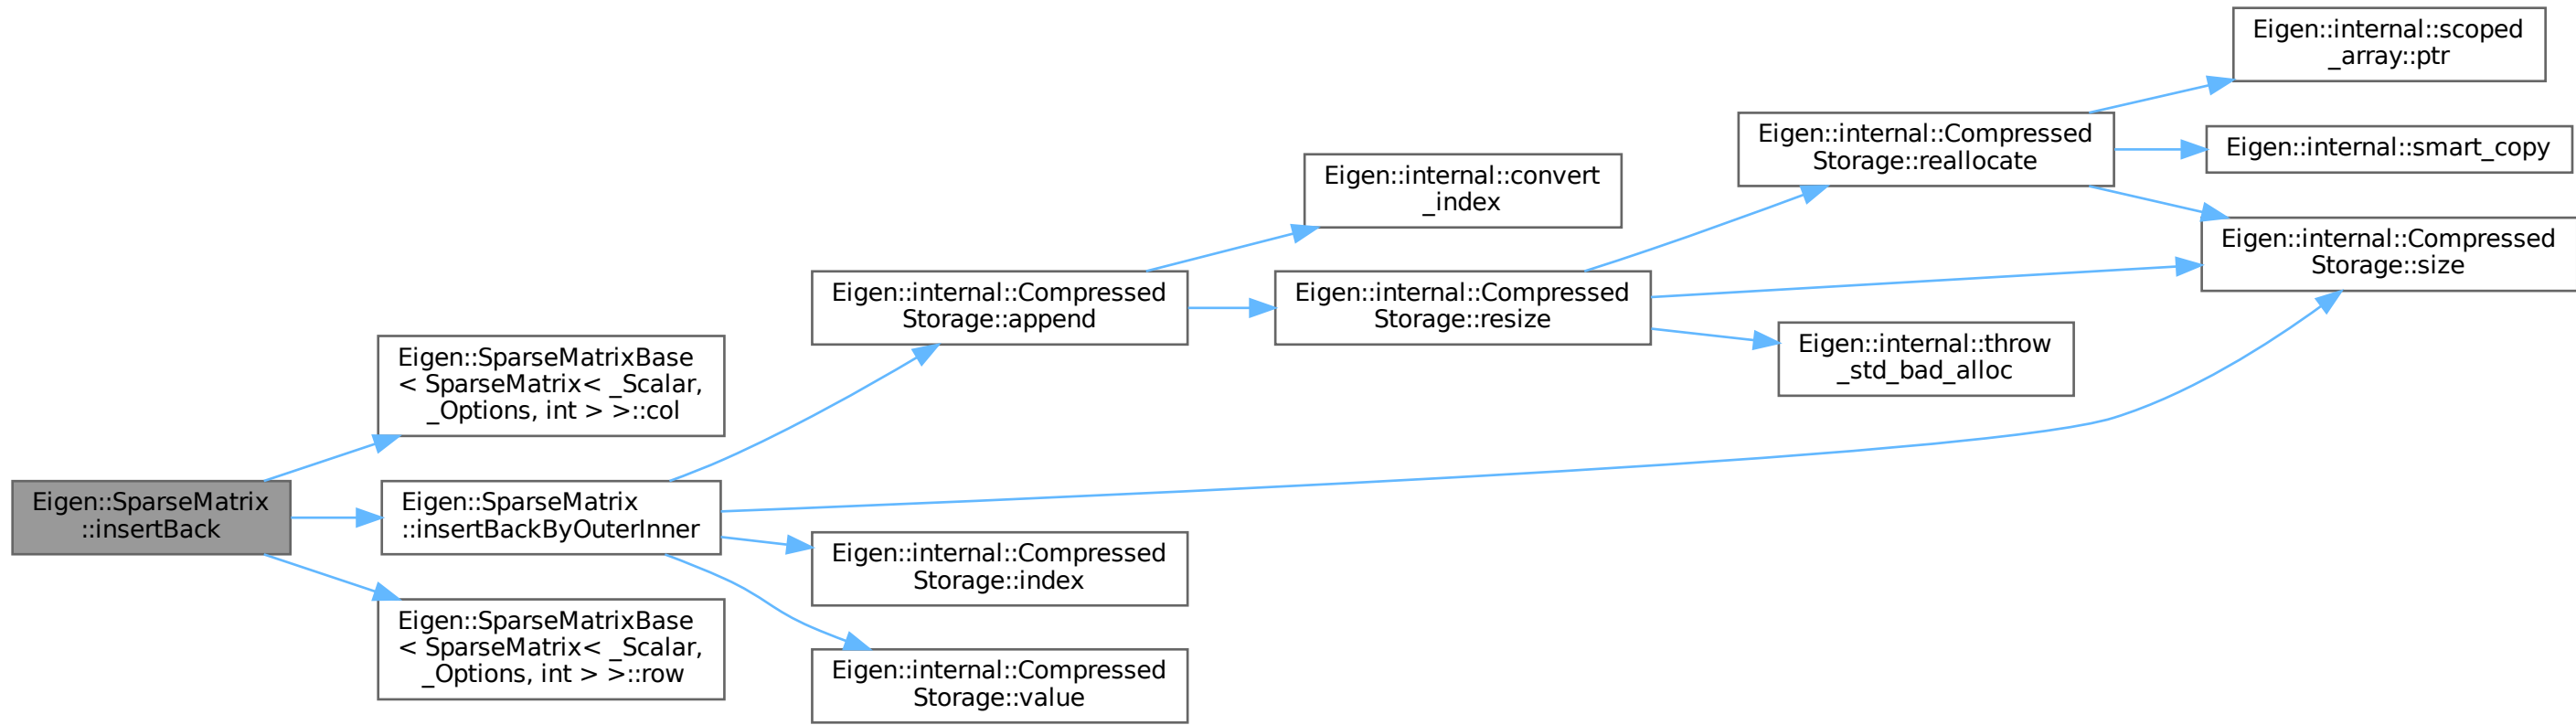 Eigen::SparseMatrix
::insertBack
Eigen::SparseMatrixBase
< SparseMatrix< _Scalar,
_Options, int > >::col
Eigen::SparseMatrix
::insertBackByOuterInner
Eigen::SparseMatrixBase
< SparseMatrix< _Scalar,
_Options, int > >::row
Eigen::internal::Compressed
Storage::append
Eigen::internal::Compressed
Storage::index
Eigen::internal::Compressed
Storage::value
Eigen::internal::convert
_index
Eigen::internal::Compressed
Storage::resize
Eigen::internal::Compressed
Storage::reallocate
Eigen::internal::throw
_std_bad_alloc
Eigen::internal::scoped
_array::ptr
Eigen::internal::smart_copy
Eigen::internal::Compressed
Storage::size